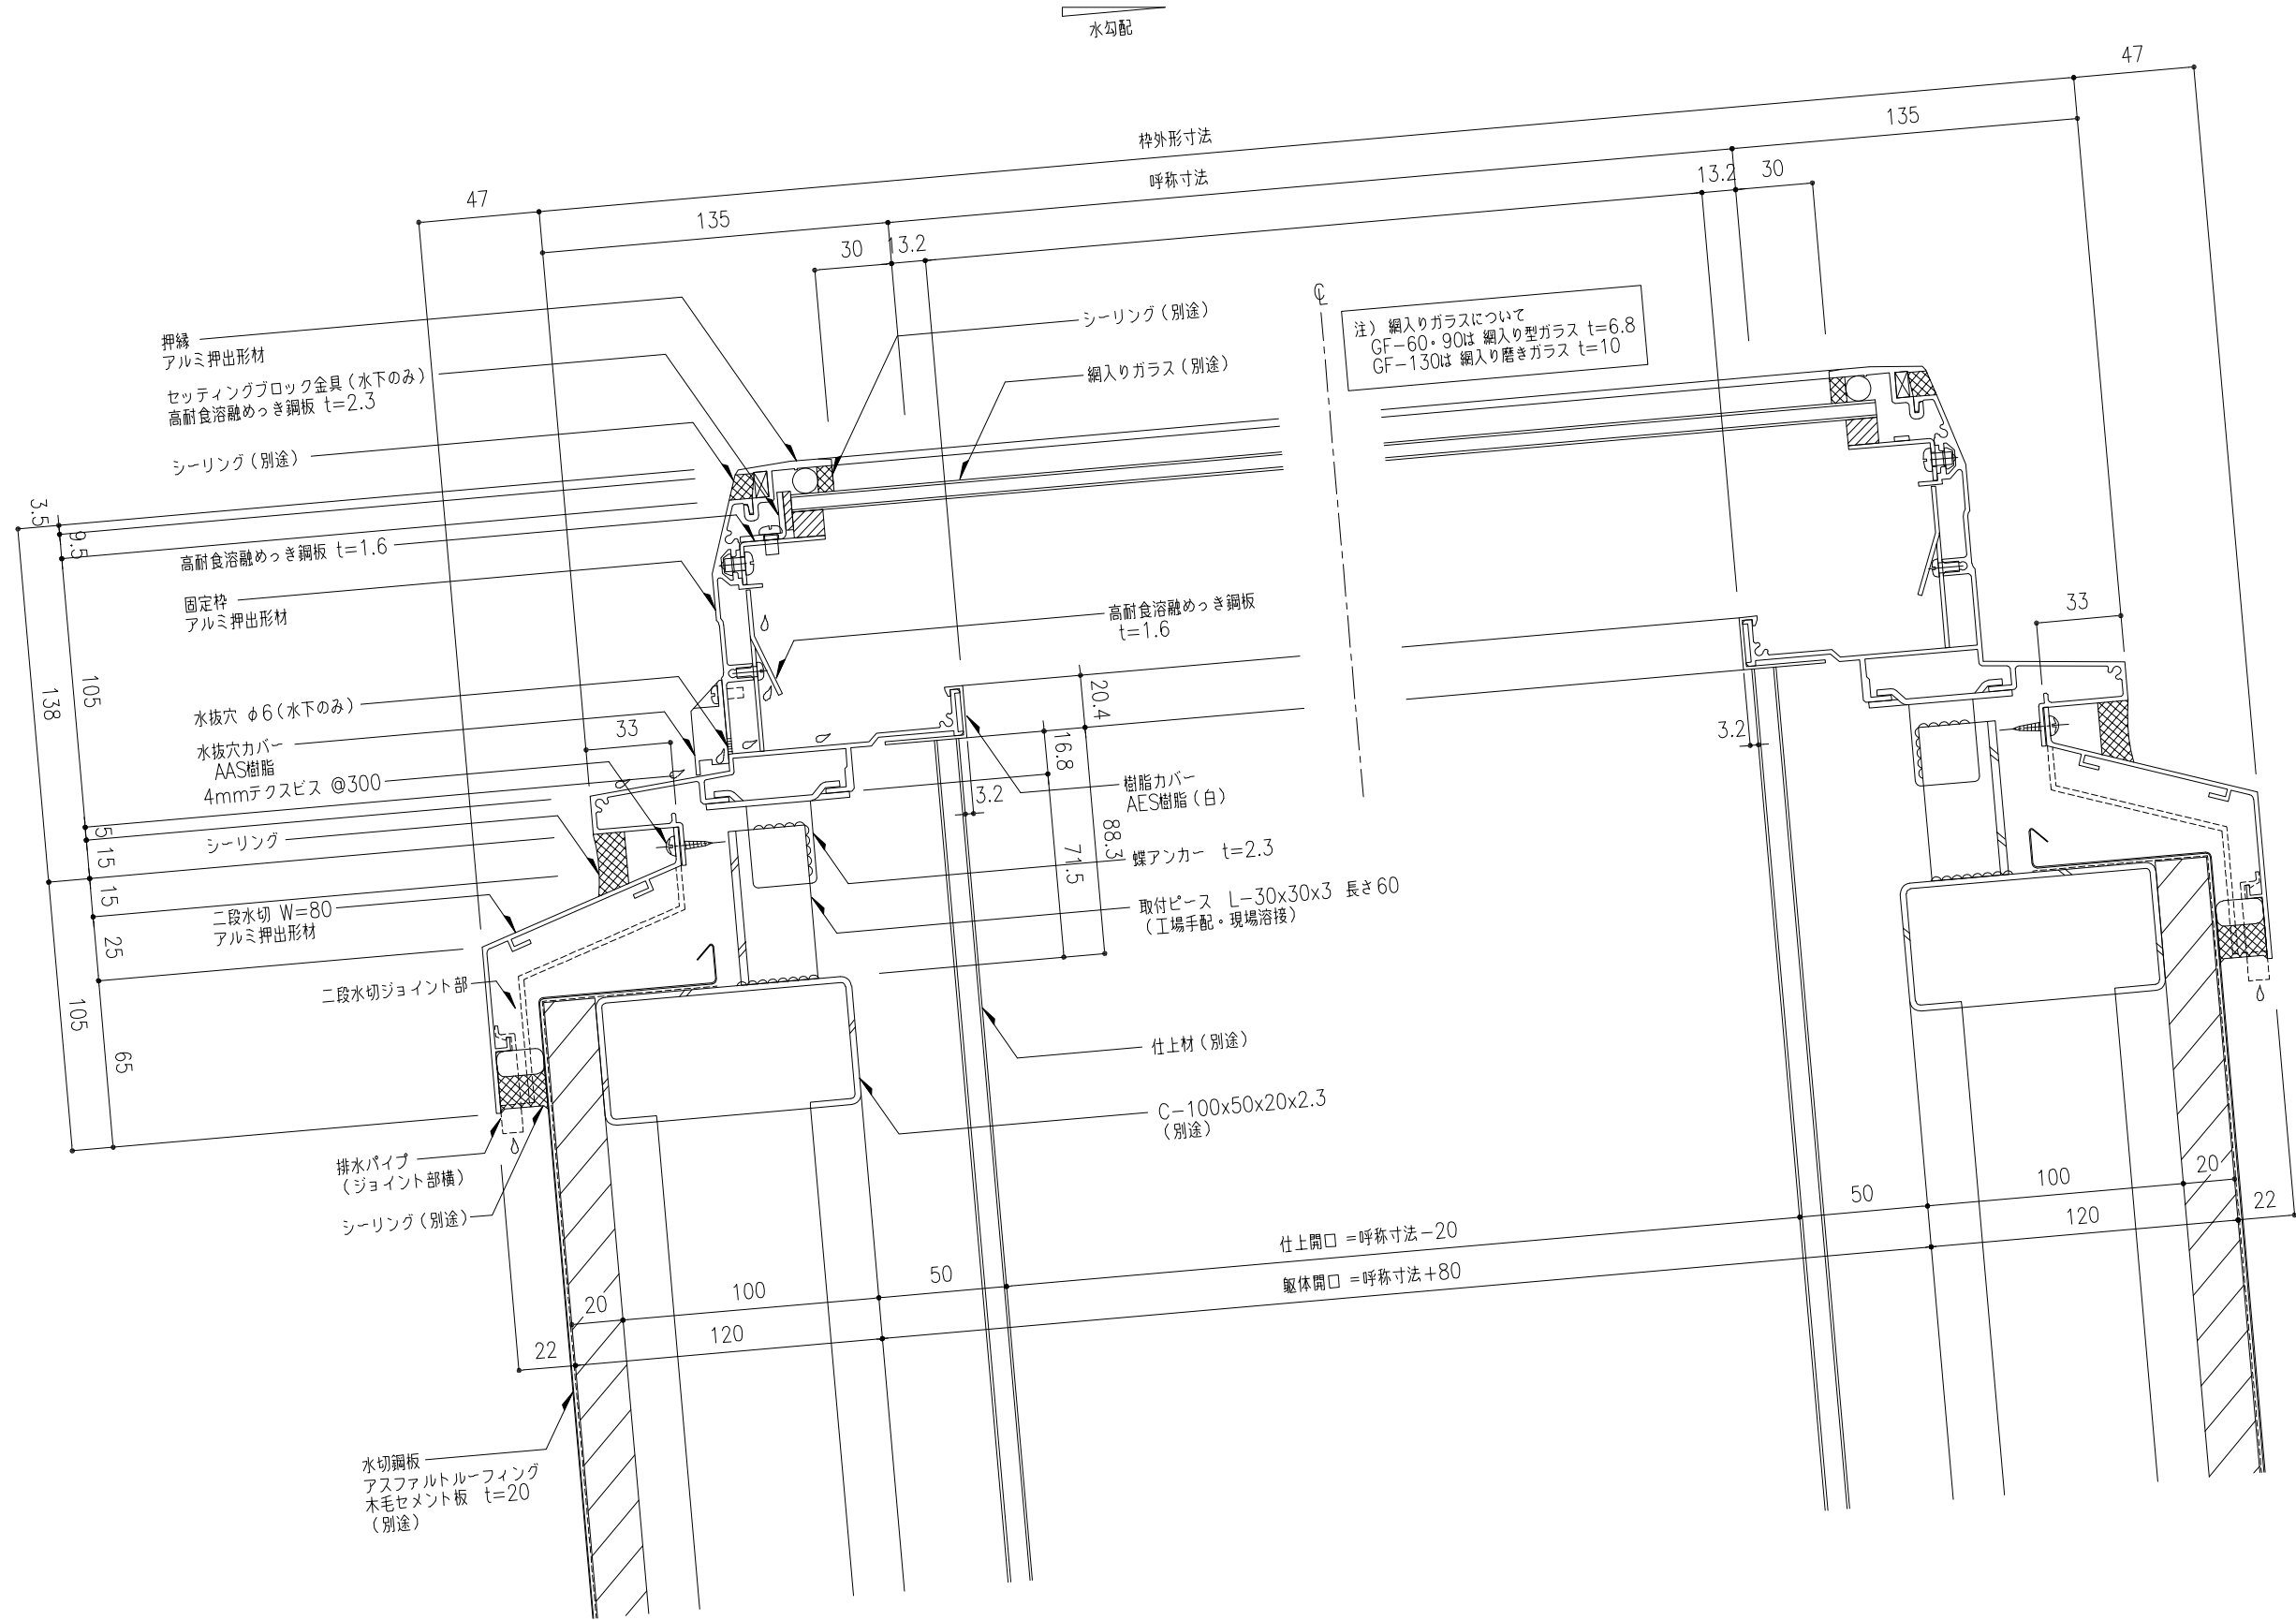 水勾配
47
枠外形寸法
135
呼称寸法
13.2
30
47
135
30
13.2
シーリング（別途）
網入りガラス（別途）
℄
注） 網入りガラスについて
GF-60・90は 網入り型ガラス t=6.8
GF-130は 網入り磨きガラス t=10
押縁
アルミ押出形材
セッティングブロック金具（水下のみ）
高耐食溶融めっき鋼板 t=2.3
シーリング（別途）
高耐食溶融めっき鋼板 t=1.6
固定枠
アルミ押出形材
水抜穴 φ6（水下のみ）
水抜穴カバー
AAS樹脂
4mmテクスビス @300
シーリング
二段水切 W=80
アルミ押出形材
二段水切ジョイント部
排水パイプ
（ジョイント部横）
シーリング（別途）
3.5
9.5
105
138
5
15
15
25
105
65
33
高耐食溶融めっき鋼板
t=1.6
20.4
16.8
3.2
88.3
71.5
樹脂カバー
AES樹脂（白）
蝶アンカー t=2.3
取付ピース L-30x30x3 長さ60
（工場手配・現場溶接）
仕上材（別途）
C-100x50x20x2.3
（別途）
33
3.2
50
100
20
仕上開口 =呼称寸法-20
120
22
躯体開口 =呼称寸法+80
20
100
50
22
120
水切鋼板
アスファルトルーフィング
木毛セメント板 t=20
（別途）